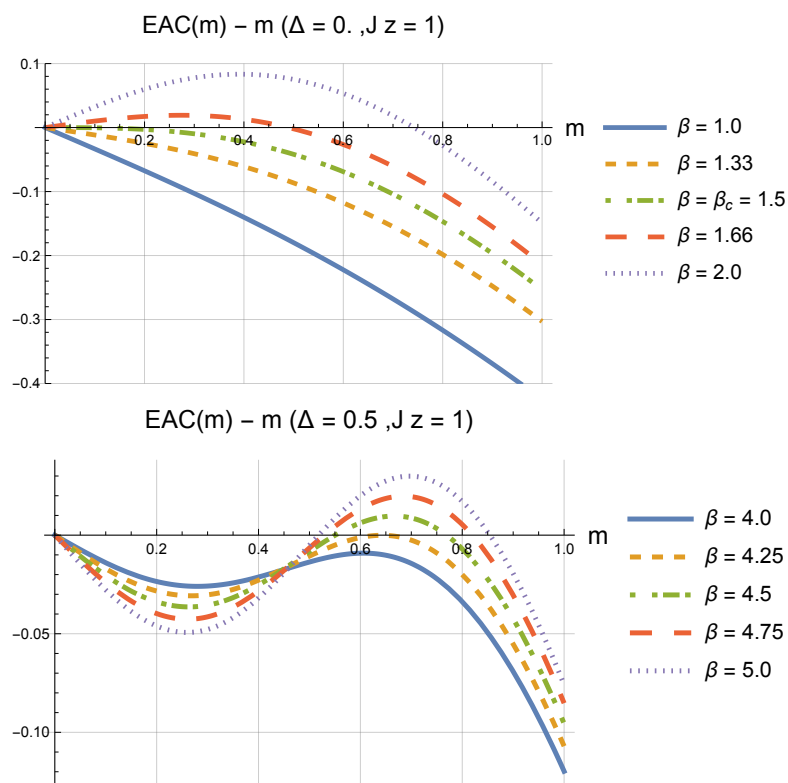 EAC(m) − m (Δ = 0. ,J z = 1)
0.1
m
0.2 0.4 0.6 0.8 1.0
−0.1
−0.2
−0.3
−0.4
β = 1.0
β = 1.33
β = βc = 1.5
β = 1.66
β = 2.0
EAC(m) − m (Δ = 0.5 ,J z = 1)
m
0.2 0.4 0.6 0.8 1.0
−0.05
−0.10
β = 4.0
β = 4.25
β = 4.5
β = 4.75
β = 5.0